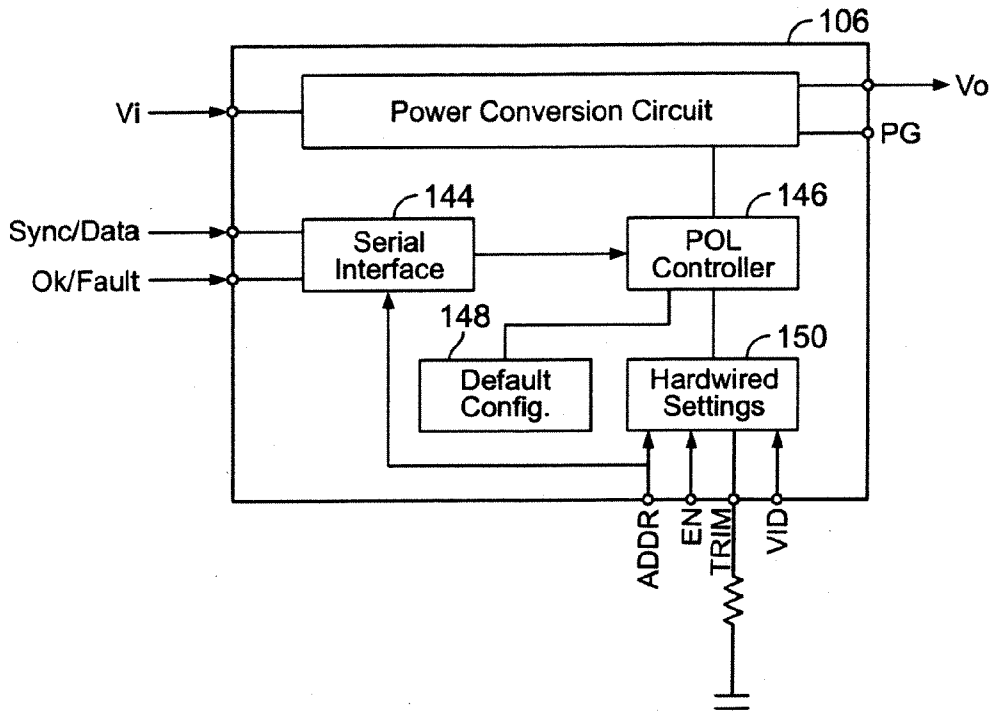 106
Power Conversion Circuit
Vi
Vo
PG
144
146
Sync/Data
Serial
Interface
POL
Controller
Ok/Fault
148
150
Default
Config.
Hardwired
Settings
ADDR
EN
TRIM
VID